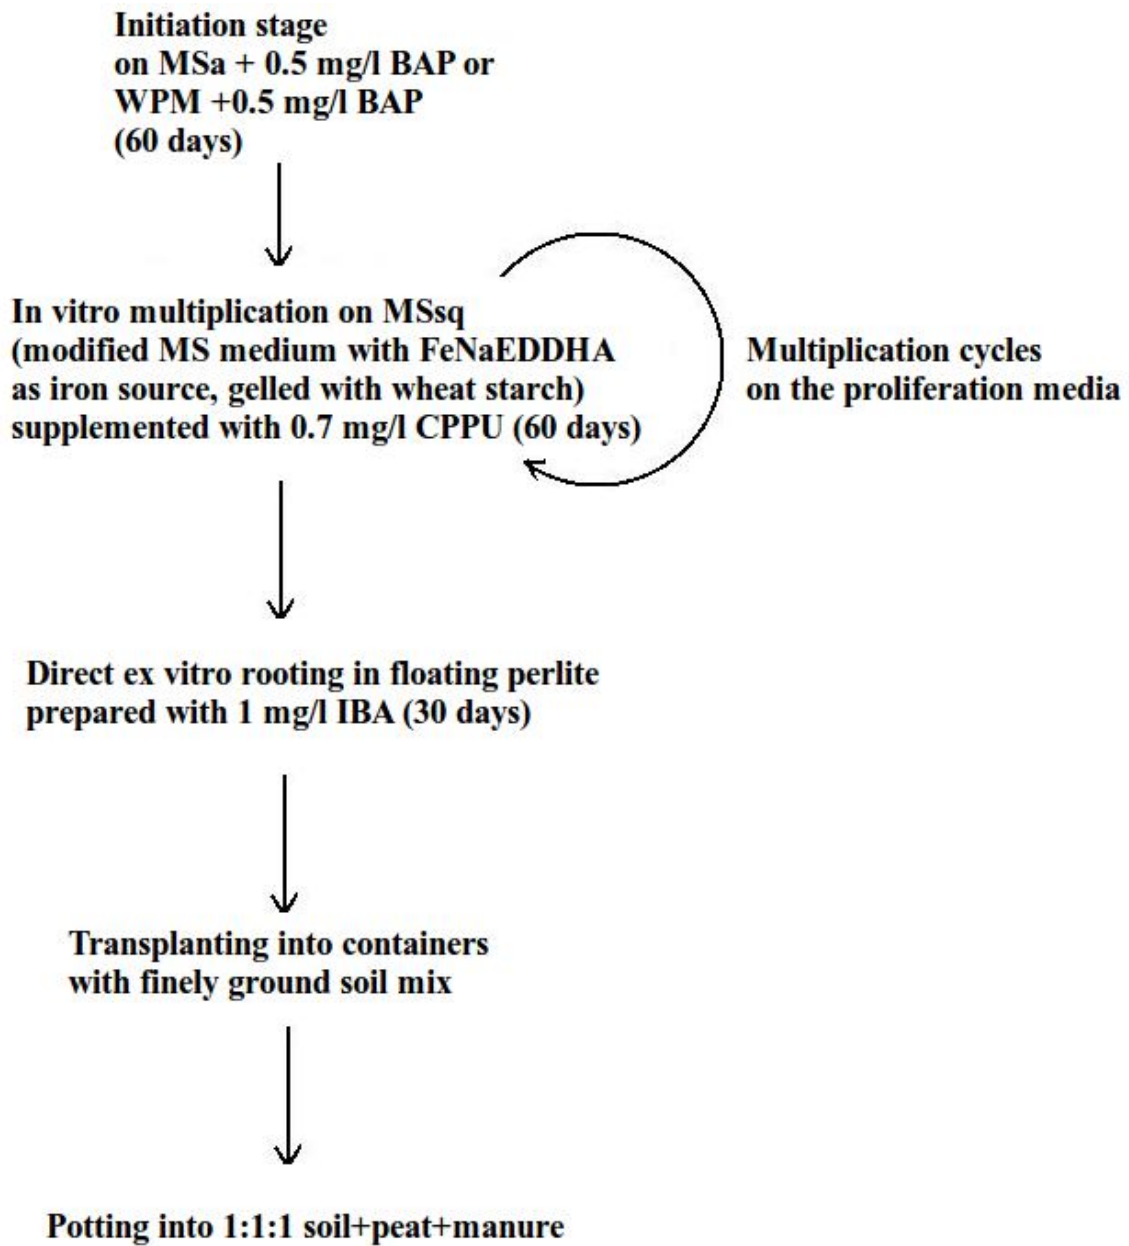 Initiation stage
on MSa + 0.5 mg/l BAP or
WPM +0.5 mg/l BAP
(60 days)
In vitro multiplication on MSsq
(modified MS medium with FeNaEDDHA
as iron source, gelled with wheat starch)
supplemented with 0.7 mg/l CPPU (60 days)
Multiplication cycles
on the proliferation media
Direct ex vitro rooting in floating perlite
prepared with 1 mg/l IBA (30 days)
Transplanting into containers
with finely ground soil mix
Potting into 1:1:1 soil+peat+manure